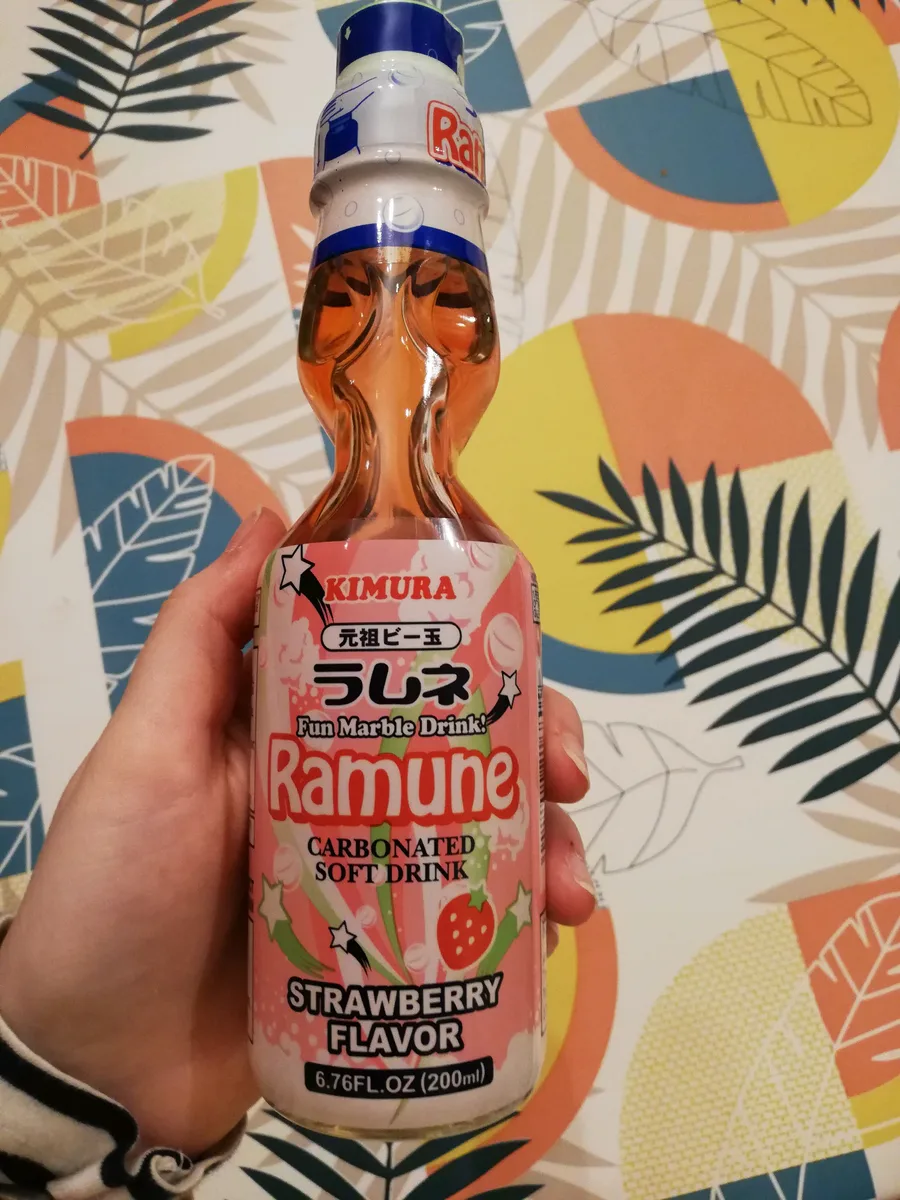 KIMURA
元祖ビー玉
ラムネ
Fun Marble Drink!
Ramune
CARBONATED
SOFT DRINK
STRAWBERRY
FLAVOR
6.76FL.OZ (200ml)